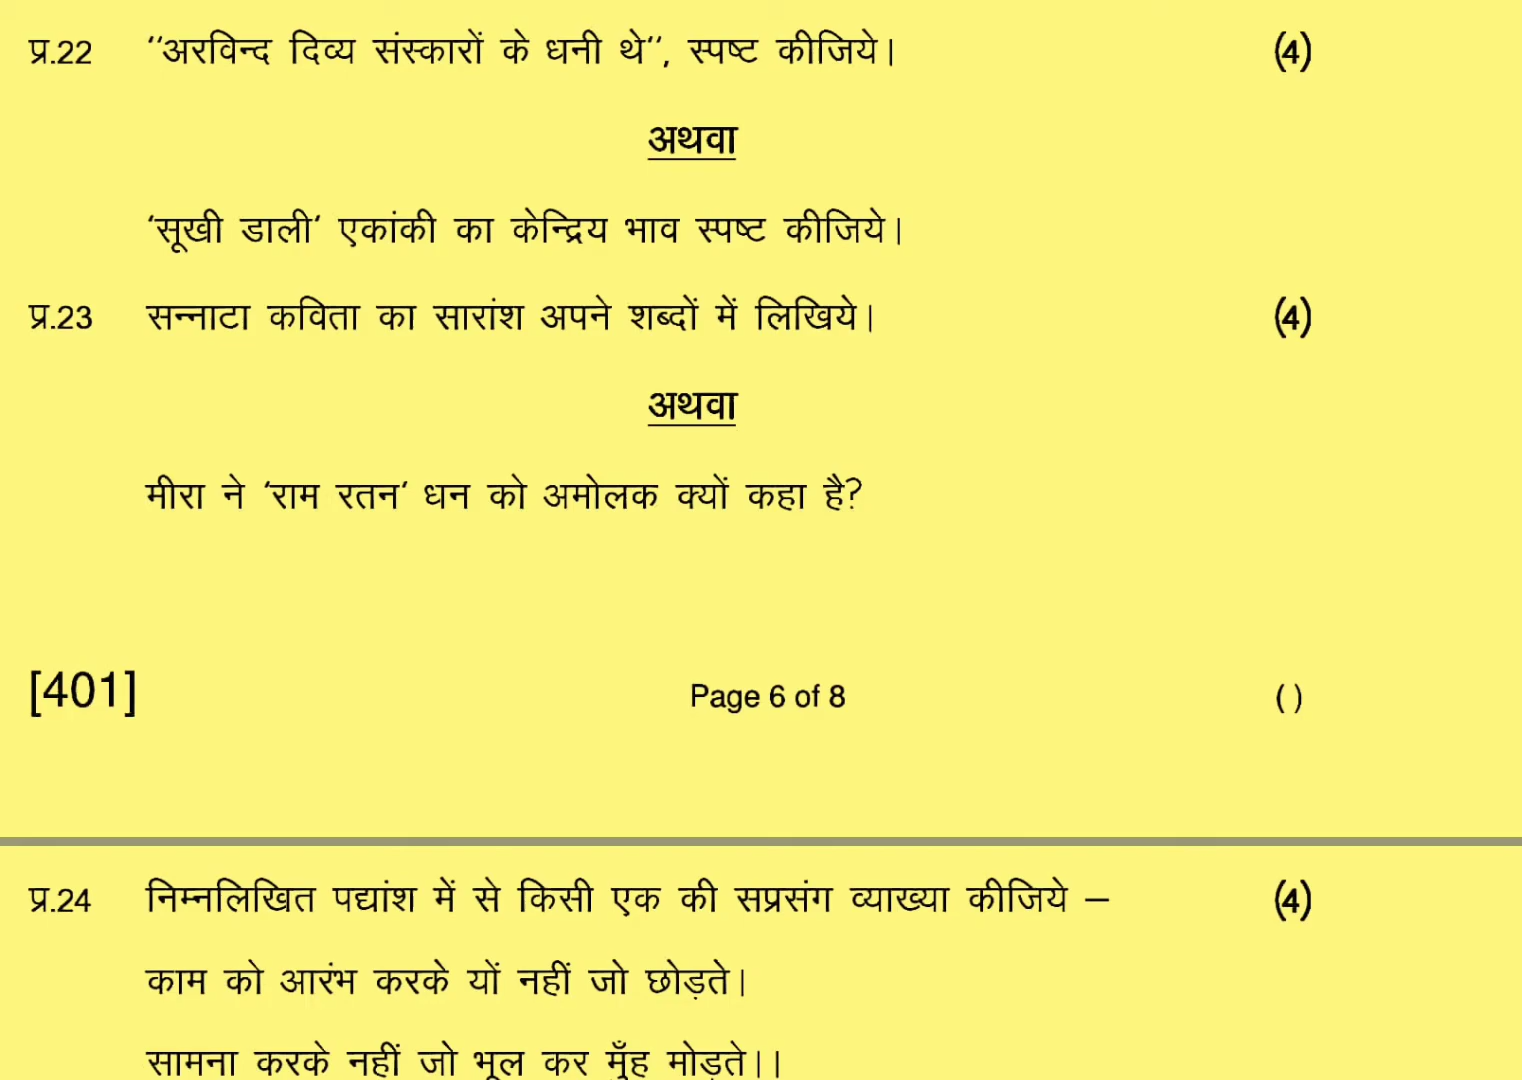 प्र.22 ‘‘अरविन्द दिव्य संस्कारों के धनी थे‘‘, स्पष्ट कीजिये। (4)
अथवा
‘सूखी डाली‘ एकांकी का केन्द्रिय भाव स्पष्ट कीजिये।
प्र.23 सन्नाटा कविता का सारांश अपने शब्दों में लिखिये। (4)
अथवा
मीरा ने ‘राम रतन‘ धन को अमोलक क्यों कहा है?
[401] Page 6 of 8 ( )
प्र.24 निम्नलिखित पद्यांश में से किसी एक की सप्रसंग व्याख्या कीजिये – (4)
काम को आरंभ करके यों नहीं जो छोड़ते।
सामना करके नहीं जो भूल कर मुँह मोड़ते।।